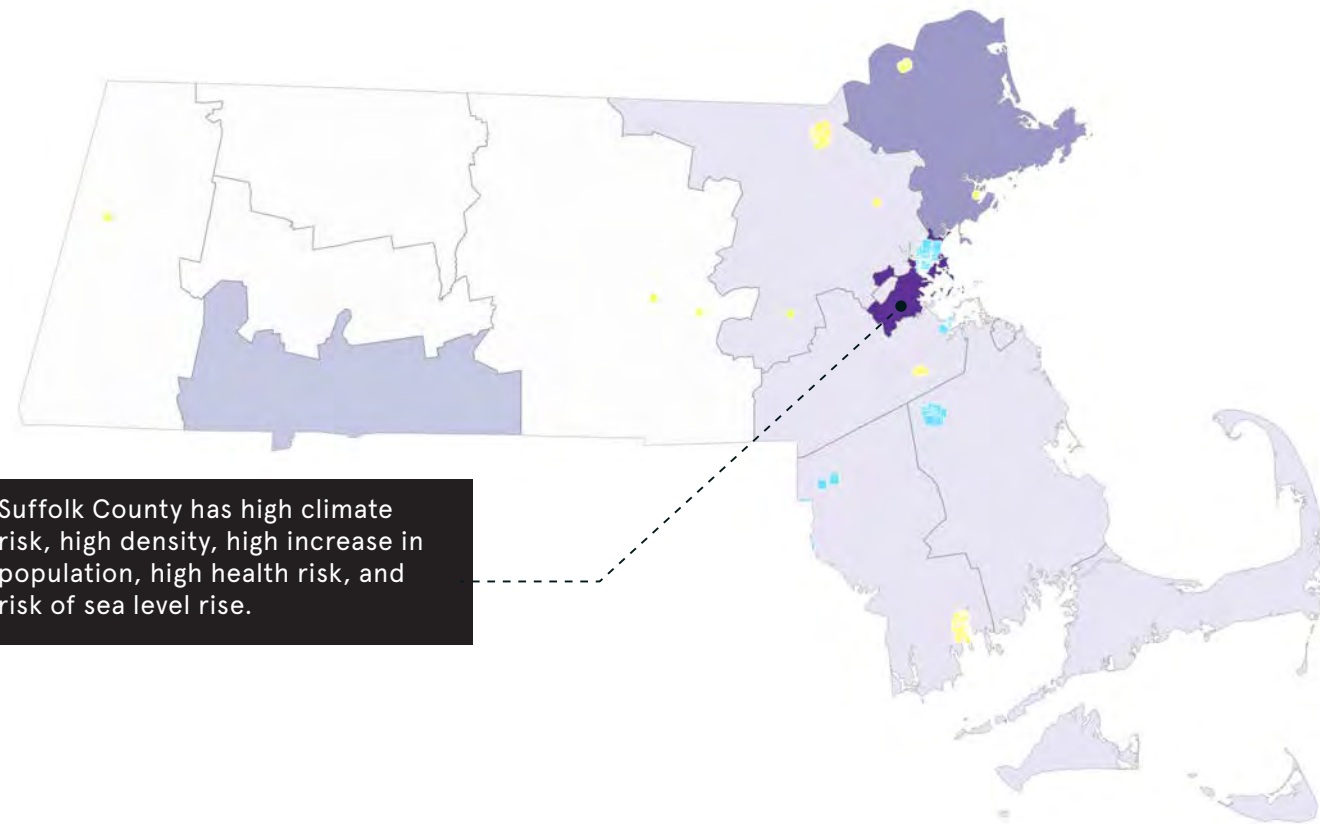 Suffolk County has high climate
risk, high density, high increase in
population, high health risk, and
risk of sea level rise.